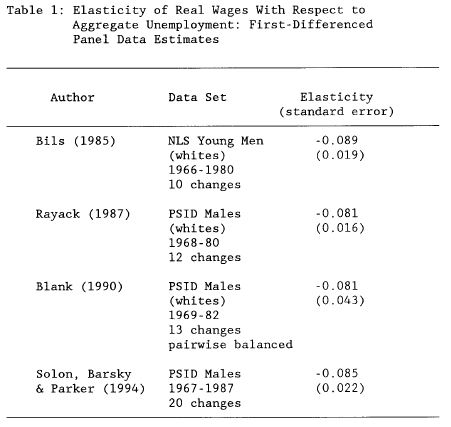 Table 1: Elasticity of Real Wages With Respect to
Aggregate Unemployment: First-Differenced
Panel Data Estimates
Author Data Set Elasticity
(standard error)
Bils (1985) NLS Young Men -0.089
(whites) (0.019)
1966-1980
10 changes
Rayack (1987) PSID Males -0.081
(whites) (0.016)
1968-80
12 changes
Blank (1990) PSID Males -0.081
(whites) (0.043)
1969-82
13 changes
pairwise balanced
Solon, Barsky PSID Males -0.085
& Parker (1994) 1967-1987 (0.022)
20 changes